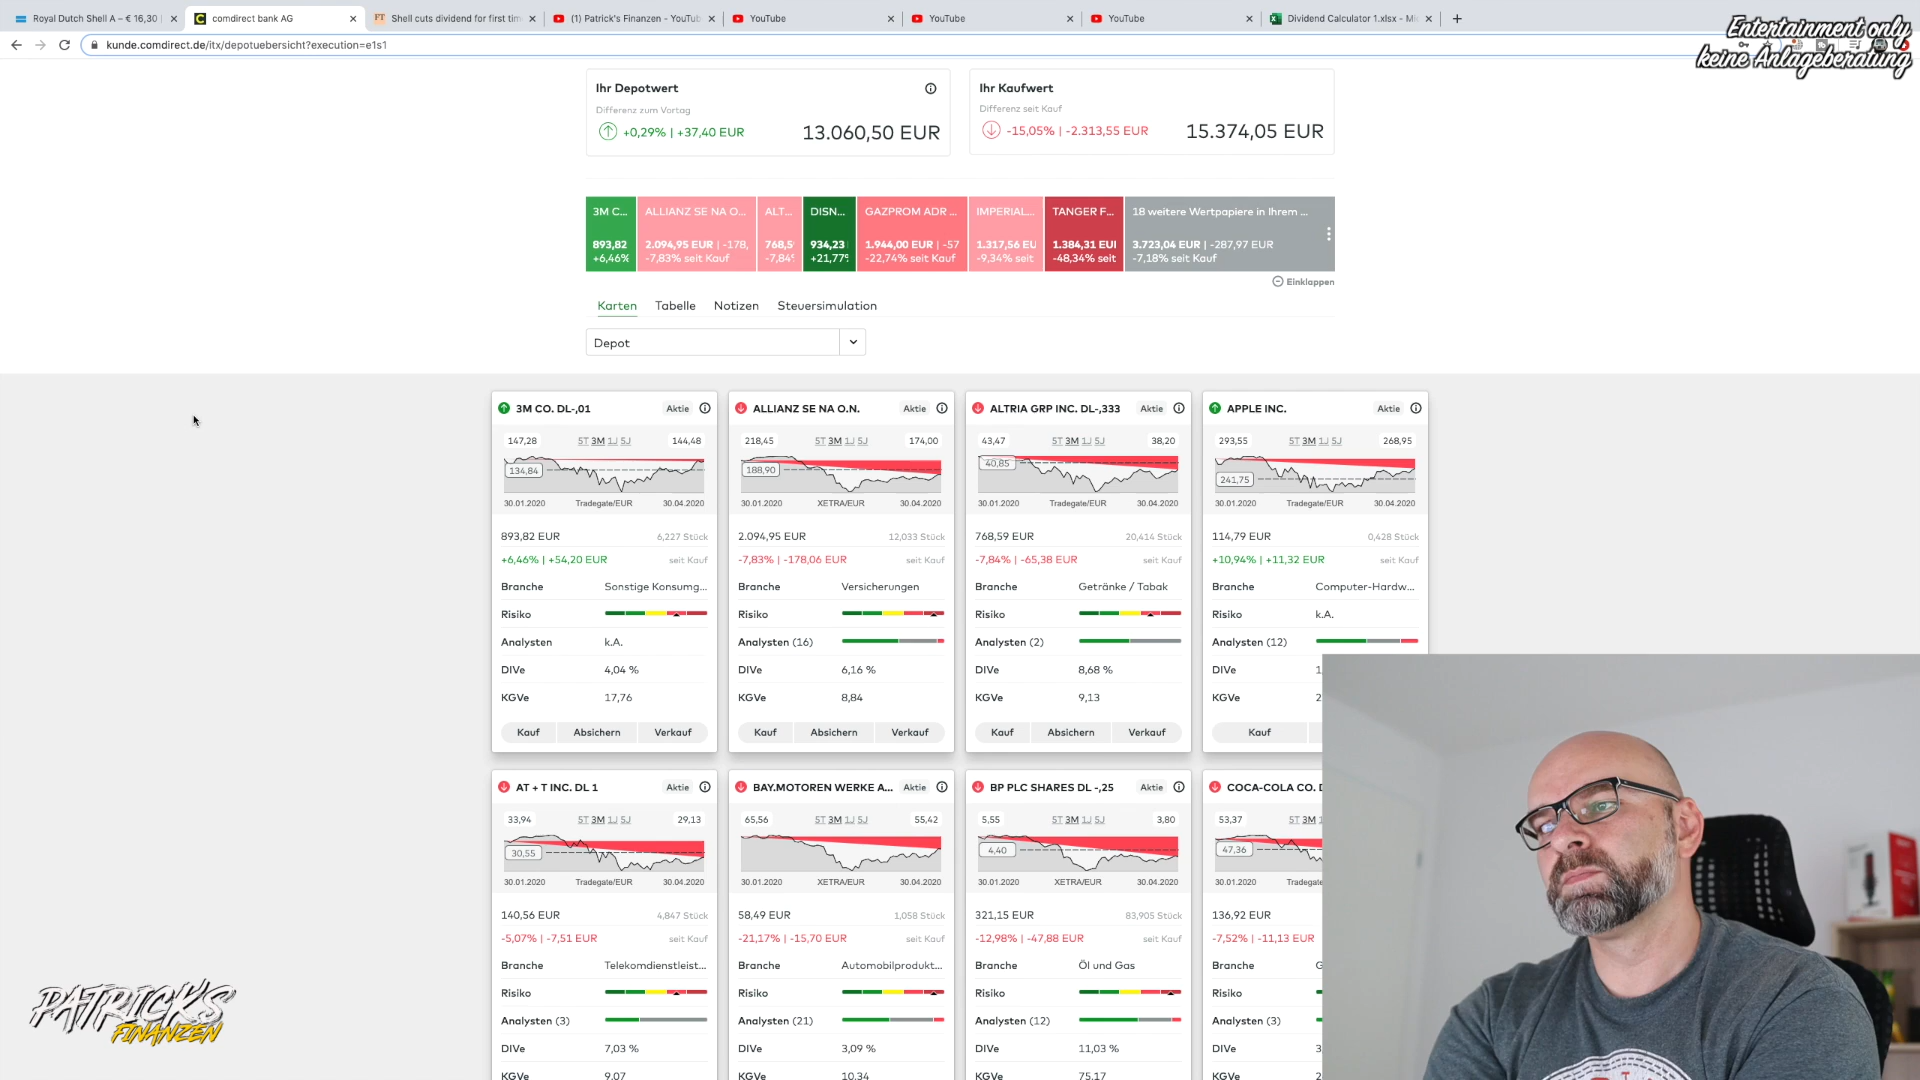 Royal Dutch Shell A – € 16,30 |
comdirect bank AG
Shell cuts dividend for first tim
(1) Patrick's Finanzen - YouTub
YouTube
YouTube
YouTube
Dividend Calculator 1.xlsx - Mi
kunde.comdirect.de/itx/depotuebersicht?execution=e1s1
Entertainment only
keine Anlageberatung
Ihr Depotwert
Differenz zum Vortag
+0,29% | +37,40 EUR
13.060,50 EUR
Ihr Kaufwert
Differenz seit Kauf
-15,05% | -2.313,55 EUR
15.374,05 EUR
3M C...
893,82
+6,46%
ALLIANZ SE NA O...
2.094,95 EUR | -178,
-7,83% seit Kauf
ALT...
768,5
-7,84
DISN...
934,23
+21,77%
GAZPROM ADR ...
1.944,00 EUR | -57
-22,74% seit Kauf
IMPERIAL...
1.317,56 EU
-9,34% seit
TANGER F...
1.384,31 EUI
-48,34% seit
18 weitere Wertpapiere in Ihrem ...
3.723,04 EUR | -287,97 EUR
-7,18% seit Kauf
Einklappen
Karten Tabelle Notizen Steuersimulation
Depot
3M CO. DL-,01 Aktie
147,28 5T 3M 1J 5J 144,48
134,84
30.01.2020 Tradegate/EUR 30.04.2020
893,82 EUR 6,227 Stück
+6,46% | +54,20 EUR seit Kauf
Branche Sonstige Konsumg...
Risiko
Analysten k.A.
DIVe 4,04 %
KGVe 17,76
Kauf Absichern Verkauf
ALLIANZ SE NA O.N. Aktie
218,45 5T 3M 1J 5J 174,00
188,90
30.01.2020 XETRA/EUR 30.04.2020
2.094,95 EUR 12,033 Stück
-7,83% | -178,06 EUR seit Kauf
Branche Versicherungen
Risiko
Analysten (16)
DIVe 6,16 %
KGVe 8,84
Kauf Absichern Verkauf
ALTRIA GRP INC. DL-,333 Aktie
43,47 5T 3M 1J 5J 38,20
40,85
30.01.2020 Tradegate/EUR 30.04.2020
768,59 EUR 20,414 Stück
-7,84% | -65,38 EUR seit Kauf
Branche Getränke / Tabak
Risiko
Analysten (2)
DIVe 8,68 %
KGVe 9,13
Kauf Absichern Verkauf
APPLE INC. Aktie
293,55 5T 3M 1J 5J 268,95
241,75
30.01.2020 Tradegate/EUR 30.04.2020
114,79 EUR 0,428 Stück
+10,94% | +11,32 EUR seit Kauf
Branche Computer-Hardw...
Risiko k.A.
Analysten (12)
DIVe 1
KGVe 2
Kauf
AT + T INC. DL 1 Aktie
33,94 5T 3M 1J 5J 29,13
30,55
30.01.2020 Tradegate/EUR 30.04.2020
140,56 EUR 4,847 Stück
-5,07% | -7,51 EUR seit Kauf
Branche Telekomdienstleist...
Risiko
Analysten (3)
DIVe 7,03 %
KGVe 9,07
BAY.MOTOREN WERKE A... Aktie
65,56 5T 3M 1J 5J 55,42
30.01.2020 XETRA/EUR 30.04.2020
58,49 EUR 1,058 Stück
-21,17% | -15,70 EUR seit Kauf
Branche Automobilprodukt...
Risiko
Analysten (21)
DIVe 3,09 %
KGVe 10,34
BP PLC SHARES DL -,25 Aktie
5,55 5T 3M 1J 5J 3,80
4,40
30.01.2020 XETRA/EUR 30.04.2020
321,15 EUR 83,905 Stück
-12,98% | -47,88 EUR seit Kauf
Branche Öl und Gas
Risiko
Analysten (12)
DIVe 11,03 %
KGVe 75,17
COCA-COLA CO. D
53,37 5T 3M 1
47,36
30.01.2020 Tradega
136,92 EUR
-7,52% | -11,13 EUR
Branche G
Risiko
Analysten (3)
DIVe 3
KGVe 2
PATRICKS
FINANZEN